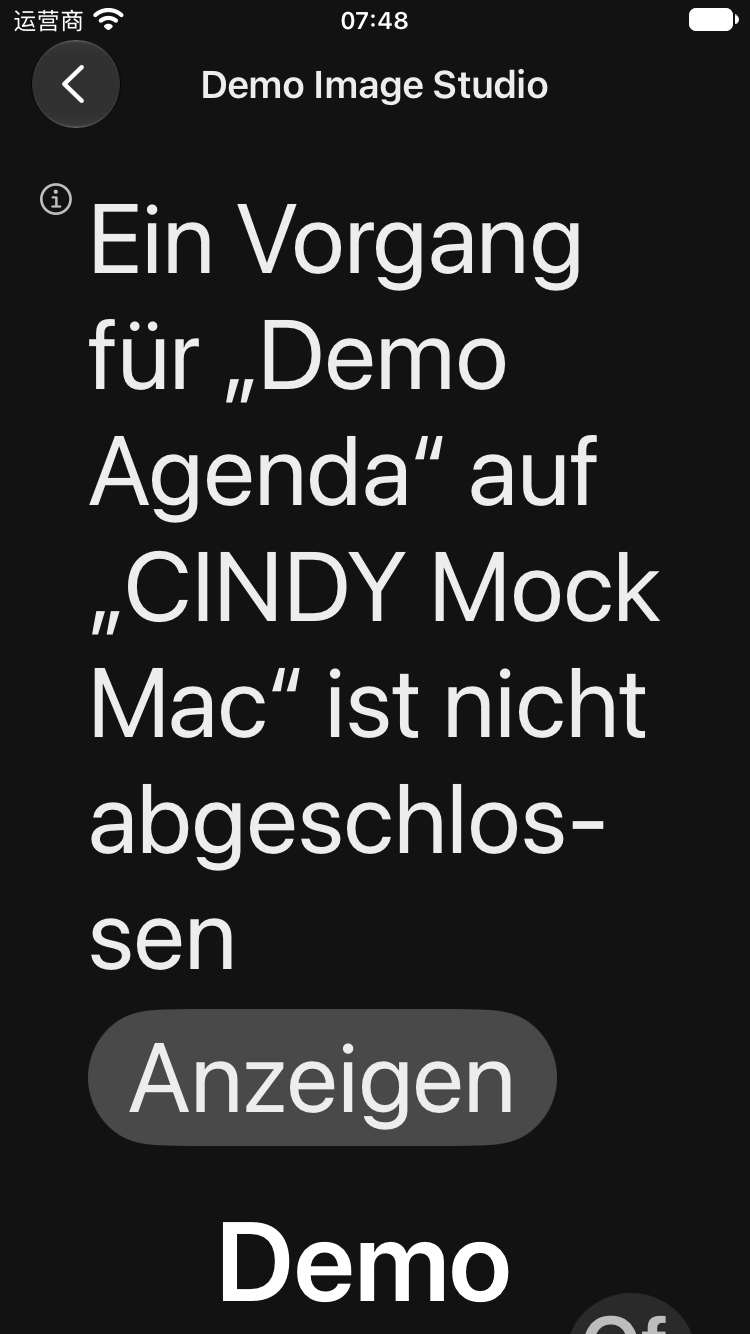 运营商
07:48
Demo Image Studio
Ein Vorgang
für „Demo
Agenda“ auf
„CINDY Mock
Mac“ ist nicht
abgeschlos-
sen
Anzeigen
Demo